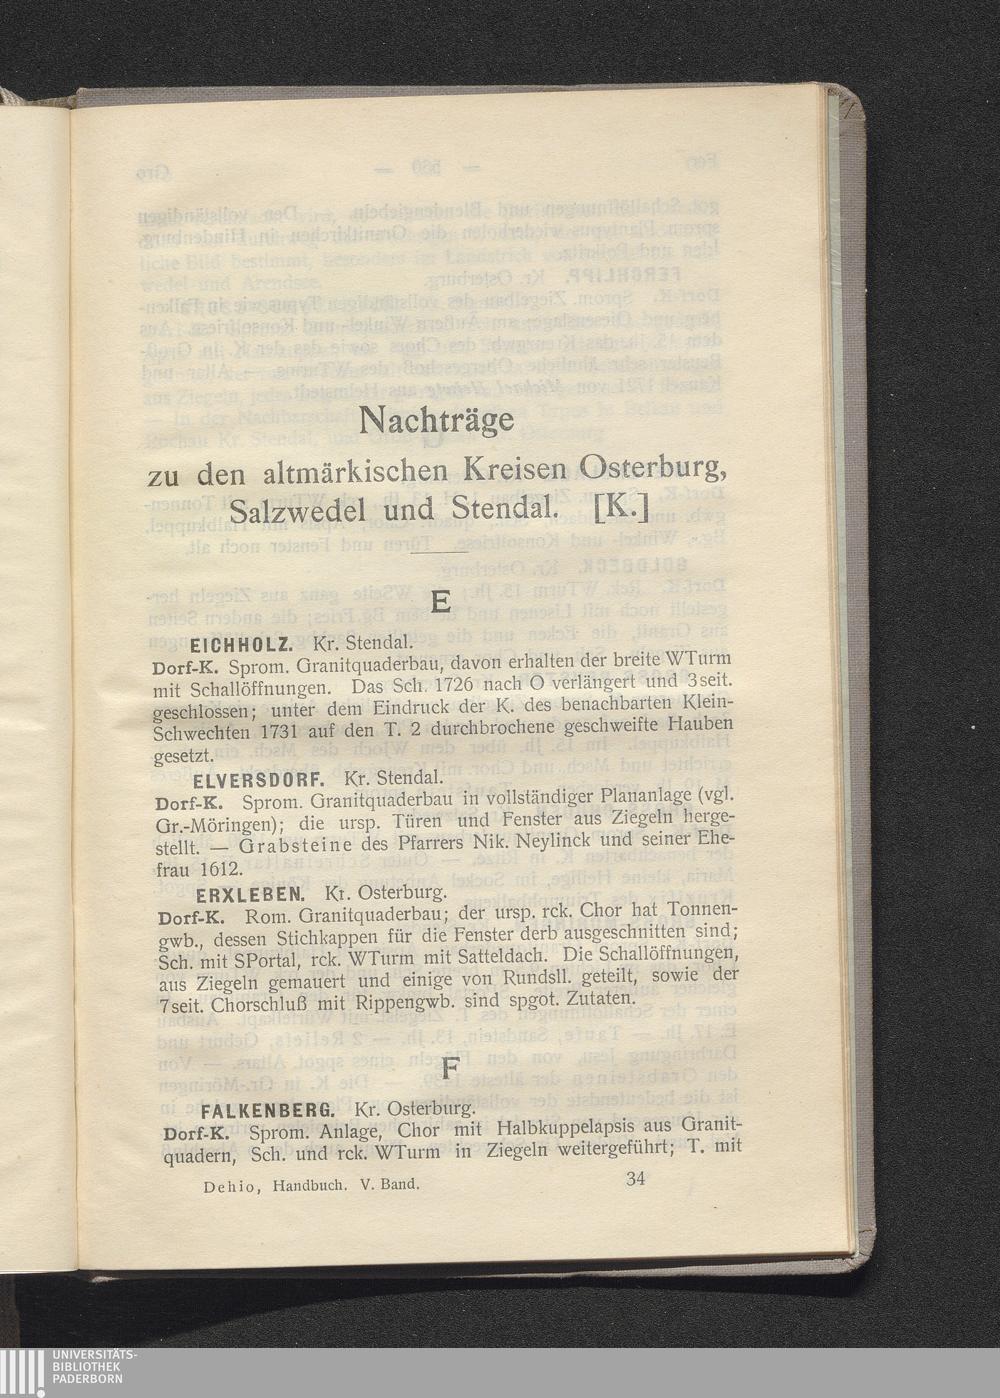 Nachträge
zu den altmärkischen Kreisen Osterburg,
Salzwedel und Stendal. [K.]
E
EICHHOLZ. Kr. Stendal.
Dorf-K. Sprom. Granitquaderbau, davon erhalten der breite WTurm
mit Schallöffnungen. Das Sch. 1726 nach O verlängert und 3seit.
geschlossen; unter dem Eindruck der K. des benachbarten Klein-
Schwechten 1731 auf den T. 2 durchbrochene geschweifte Hauben
gesetzt.
ELVERSDORF. Kr. Stendal.
Dorf-K. Sprom. Granitquaderbau in vollständiger Plananlage (vgl.
Gr.-Möringen); die ursp. Türen und Fenster aus Ziegeln herge-
stellt. — Grabsteine des Pfarrers Nik. Neylinck und seiner Ehe-
frau 1612.
ERXLEBEN. Kr. Osterburg.
Dorf-K. Rom. Granitquaderbau; der ursp. rck. Chor hat Tonnen-
gwb., dessen Stichkappen für die Fenster derb ausgeschnitten sind;
Sch. mit SPortal, rck. WTurm mit Satteldach. Die Schallöffnungen,
aus Ziegeln gemauert und einige von Rundsll. geteilt, sowie der
7seit. Chorschluß mit Rippengwb. sind spgot. Zutaten.
F
FALKENBERG. Kr. Osterburg.
Dorf-K. Sprom. Anlage, Chor mit Halbkuppelapsis aus Granit-
quadern, Sch. und rck. WTurm in Ziegeln weitergeführt; T. mit
Dehio, Handbuch. V. Band. 34
UNIVERSITÄTS-
BIBLIOTHEK
PADERBORN